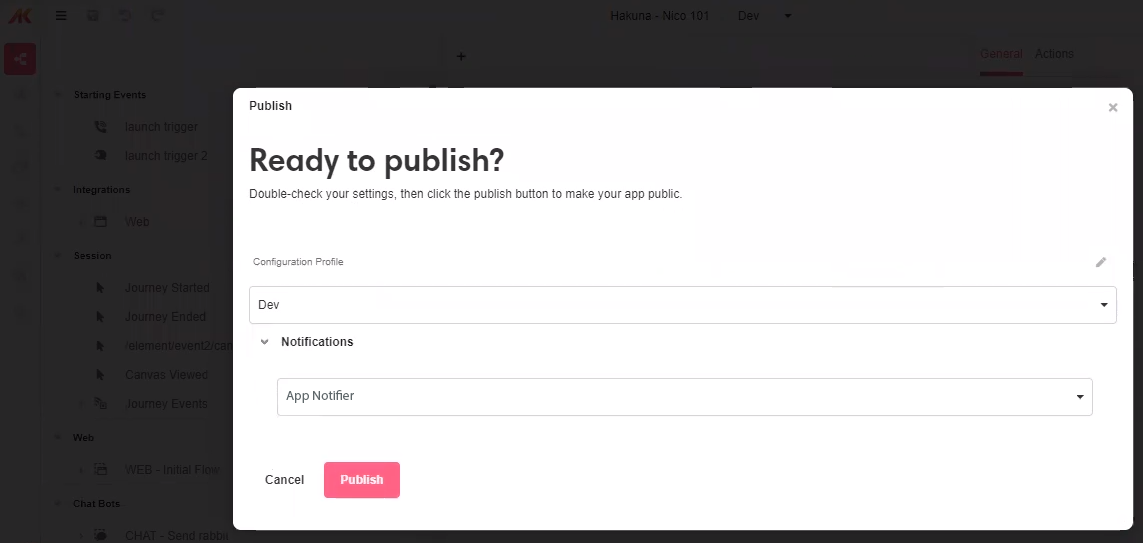 Hakuna - Nico 101 Dev
+
General Actions
Starting Events
launch trigger
launch trigger 2
Integrations
Web
Session
Journey Started
Journey Ended
/element/event2/can
Canvas Viewed
Journey Events
Web
WEB - Initial Flow
Chat Bots
CHAT - Send rabbit
Publish
×
Ready to publish?
Double-check your settings, then click the publish button to make your app public.
Configuration Profile
Dev
Notifications
App Notifier
Cancel Publish